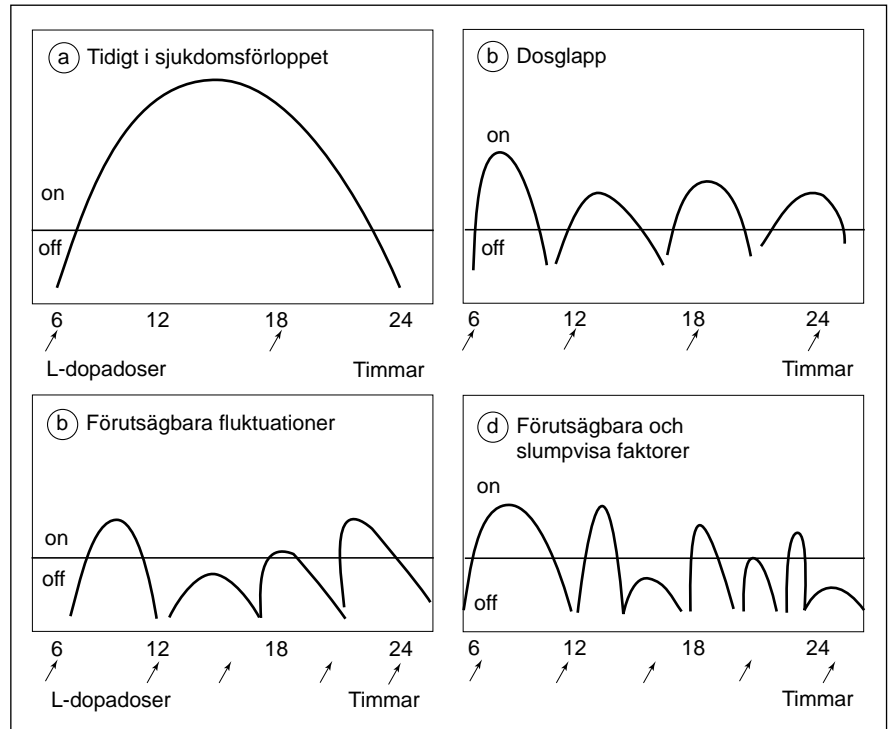 a Tidigt i sjukdomsförloppet
on
off
6 12 18 24
L-dopadoser Timmar
b Dosglapp
on
off
6 12 18 24
Timmar
b Förutsägbara fluktuationer
on
off
6 12 18 24
L-dopadoser Timmar
d Förutsägbara och
slumpvisa faktorer
on
off
6 12 18 24
Timmar